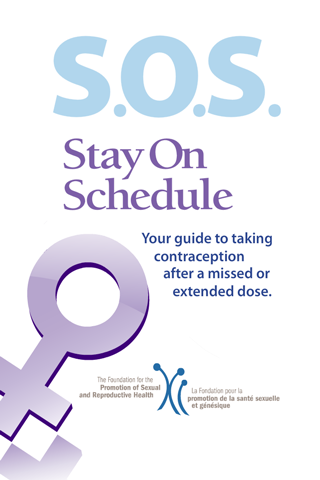 S.O.S.
Stay On
Schedule
Your guide to taking
contraception
after a missed or
extended dose.
The Foundation for the
Promotion of Sexual
and Reproductive Health
La Fondation pour la
promotion de la santé sexuelle
et génésique